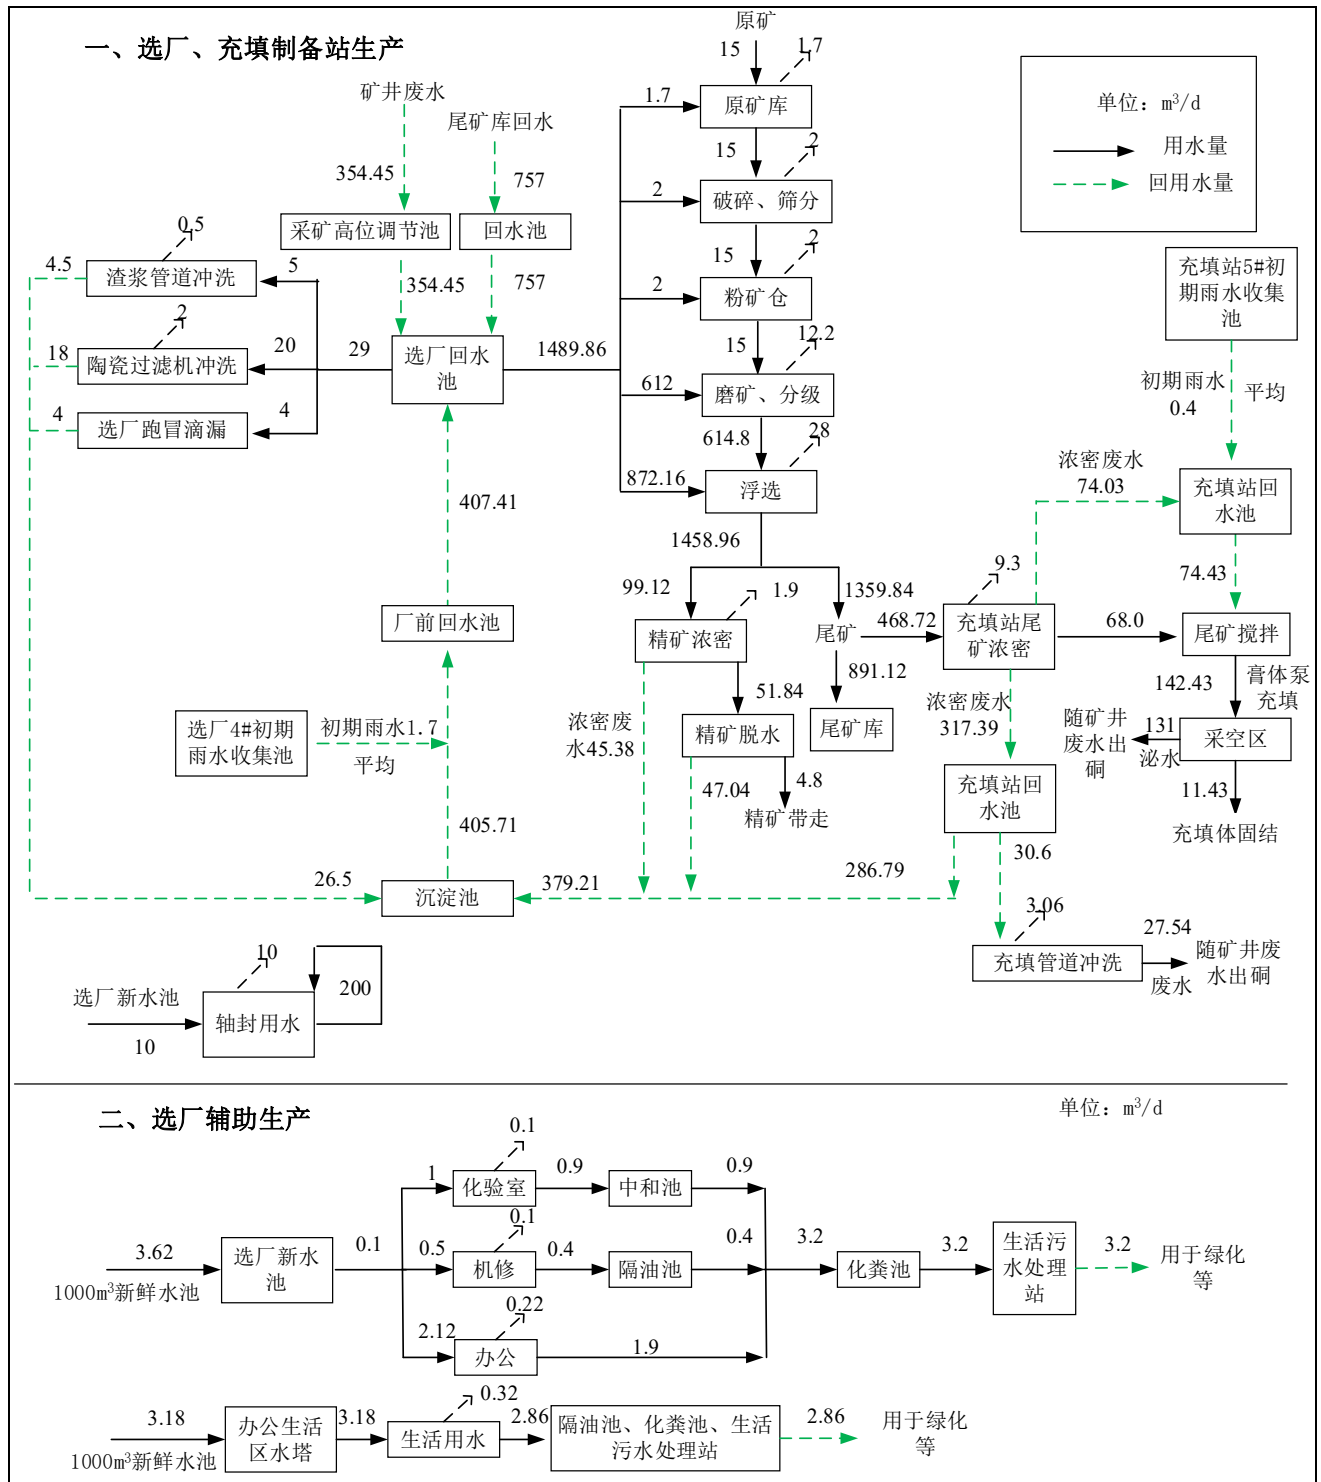 一、选厂、充填制备站生产
原矿
15
1.7
单位：m³/d
用水量
回用水量
矿井废水
尾矿库回水
1.7
原矿库
354.45
757
15
2
2
破碎、筛分
采矿高位调节池
回水池
0.5
4.5
渣浆管道冲洗
5
354.45
757
15
2
2
粉矿仓
充填站5#初
期雨水收集
池
2
18
陶瓷过滤机冲洗
20
29
选厂回水
池
1489.86
15
12.2
612
磨矿、分级
初期雨水
0.4
平均
4
选厂跑冒滴漏
4
614.8
28
872.16
浮选
浓密废水
74.03
充填站回
水池
407.41
1458.96
9.3
74.43
99.12
1.9
1359.84
厂前回水池
精矿浓密
尾矿
468.72
充填站尾
矿浓密
68.0
尾矿搅拌
51.84
891.12
142.43
膏体泵
充填
选厂4#初期
雨水收集池
初期雨水1.7
平均
浓密废
水45.38
精矿脱水
尾矿库
浓密废水
317.39
随矿井
废水出
硐
131
泌水
采空区
47.04
4.8
精矿带走
充填站回
水池
11.43
充填体固结
405.71
30.6
26.5
沉淀池
379.21
286.79
3.06
27.54
充填管道冲洗
废水
随矿井废
水出硐
10
选厂新水池
10
轴封用水
200
二、选厂辅助生产
单位：m³/d
0.1
1
化验室
0.9
中和池
0.9
3.62
1000m³新鲜水池
选厂新水
池
0.1
0.1
0.5
机修
0.4
隔油池
0.4
3.2
化粪池
3.2
生活污
水处理
站
3.2
用于绿化
等
0.22
2.12
办公
1.9
3.18
1000m³新鲜水池
办公生活
区水塔
3.18
0.32
生活用水
2.86
隔油池、化粪池、生活
污水处理站
2.86
用于绿化
等